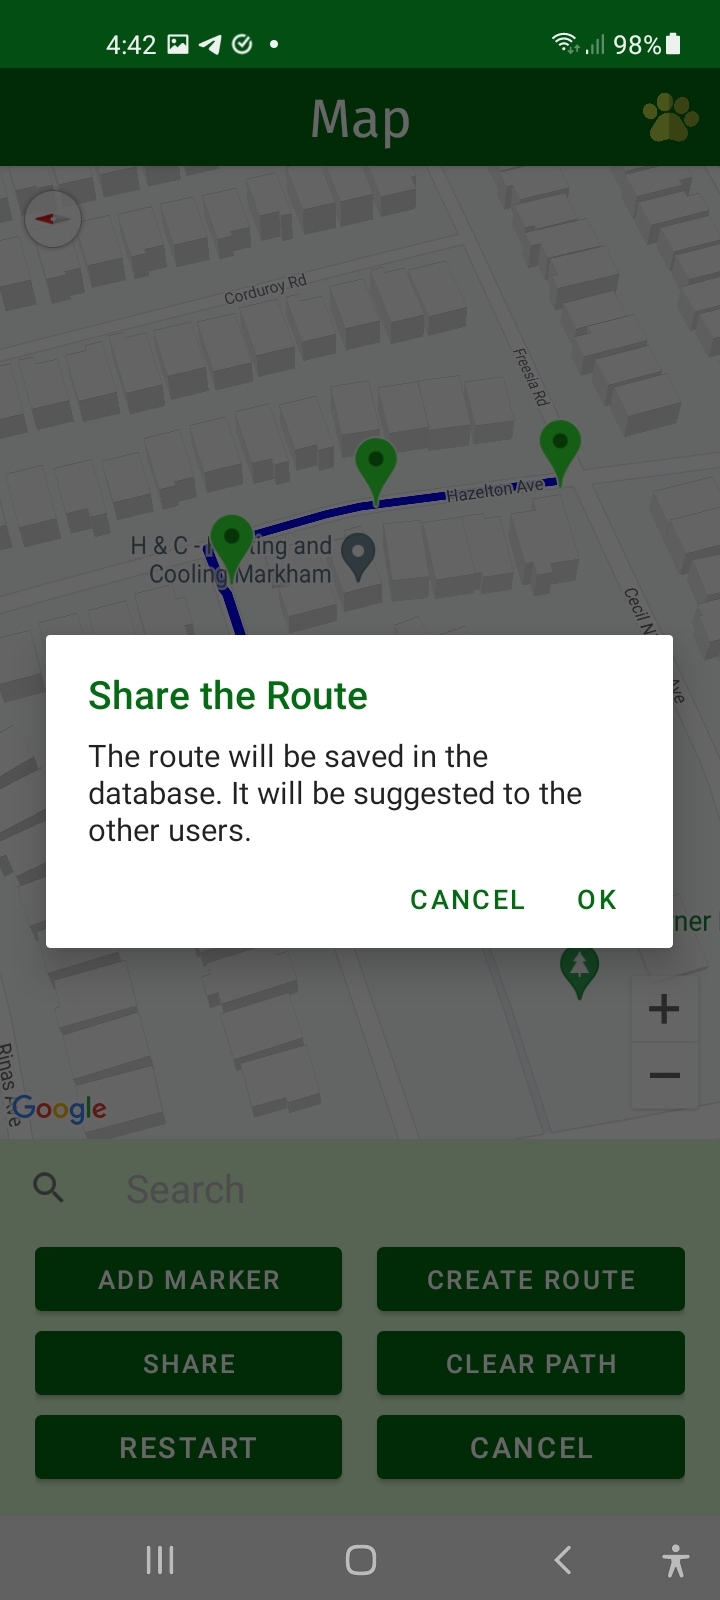 4:42
98%
Map
Corduroy Rd
Freesia Rd
Hazelton Ave
H & C - ting and
Cooling Markham
Cecil N
ve
Share the Route
The route will be saved in the
database. It will be suggested to the
other users.
CANCEL OK
ner
Rinas Ave
Google
Search
ADD MARKER CREATE ROUTE
SHARE CLEAR PATH
RESTART CANCEL